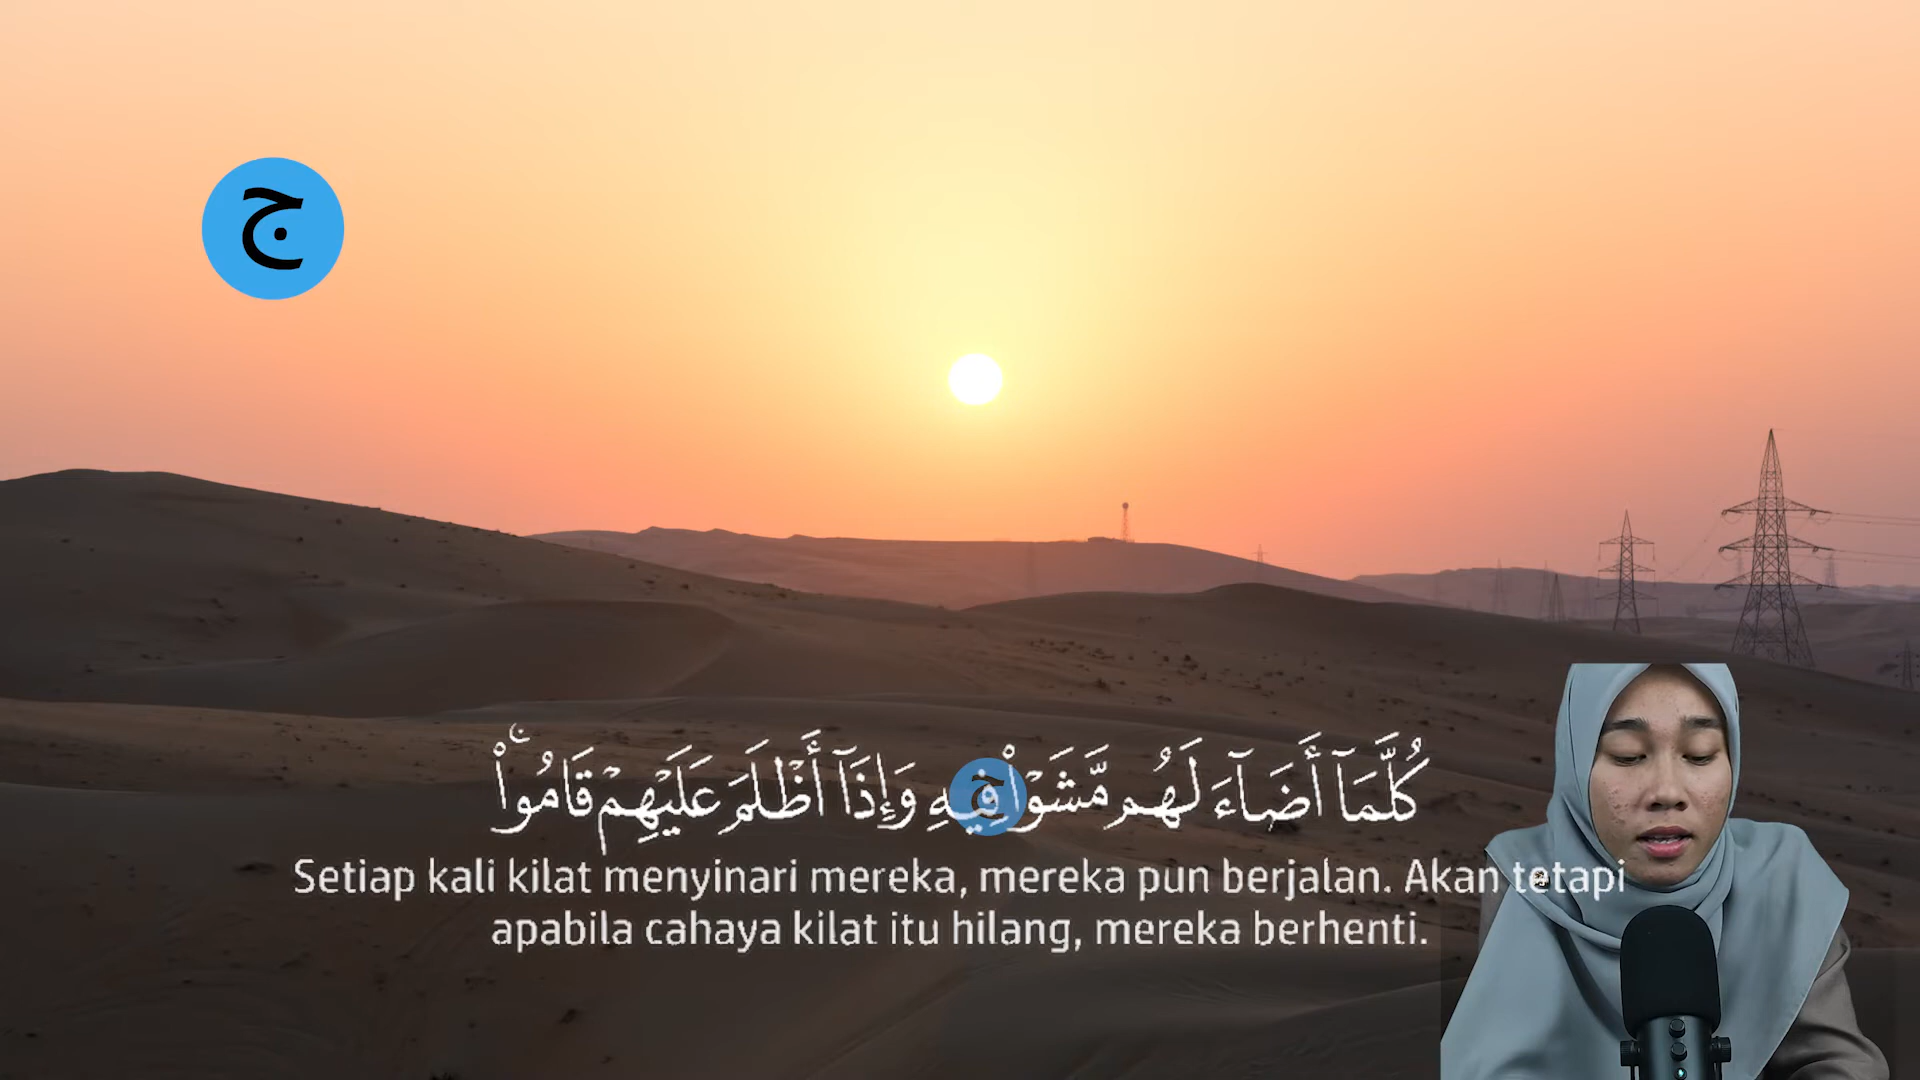 ج
كُلَّمَآ أَضَآءَ لَهُم مَّشَوْا۟ فِيهِ وَإِذَآ أَظْلَمَ عَلَيْهِمْ قَامُوا۟ ۚ
ج
Setiap kali kilat menyinari mereka, mereka pun berjalan. Akan tetapi
apabila cahaya kilat itu hilang, mereka berhenti.